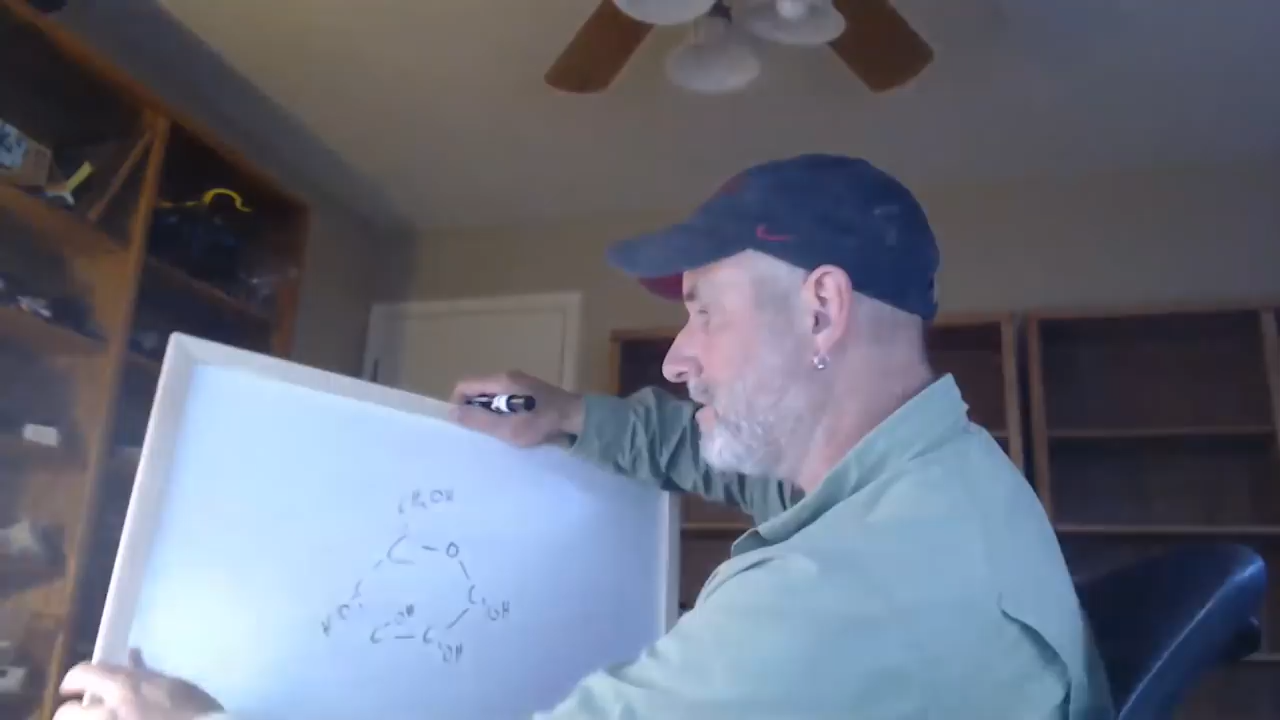 CH₂OH
C — O
C C
HO OH OH
C — C
OH